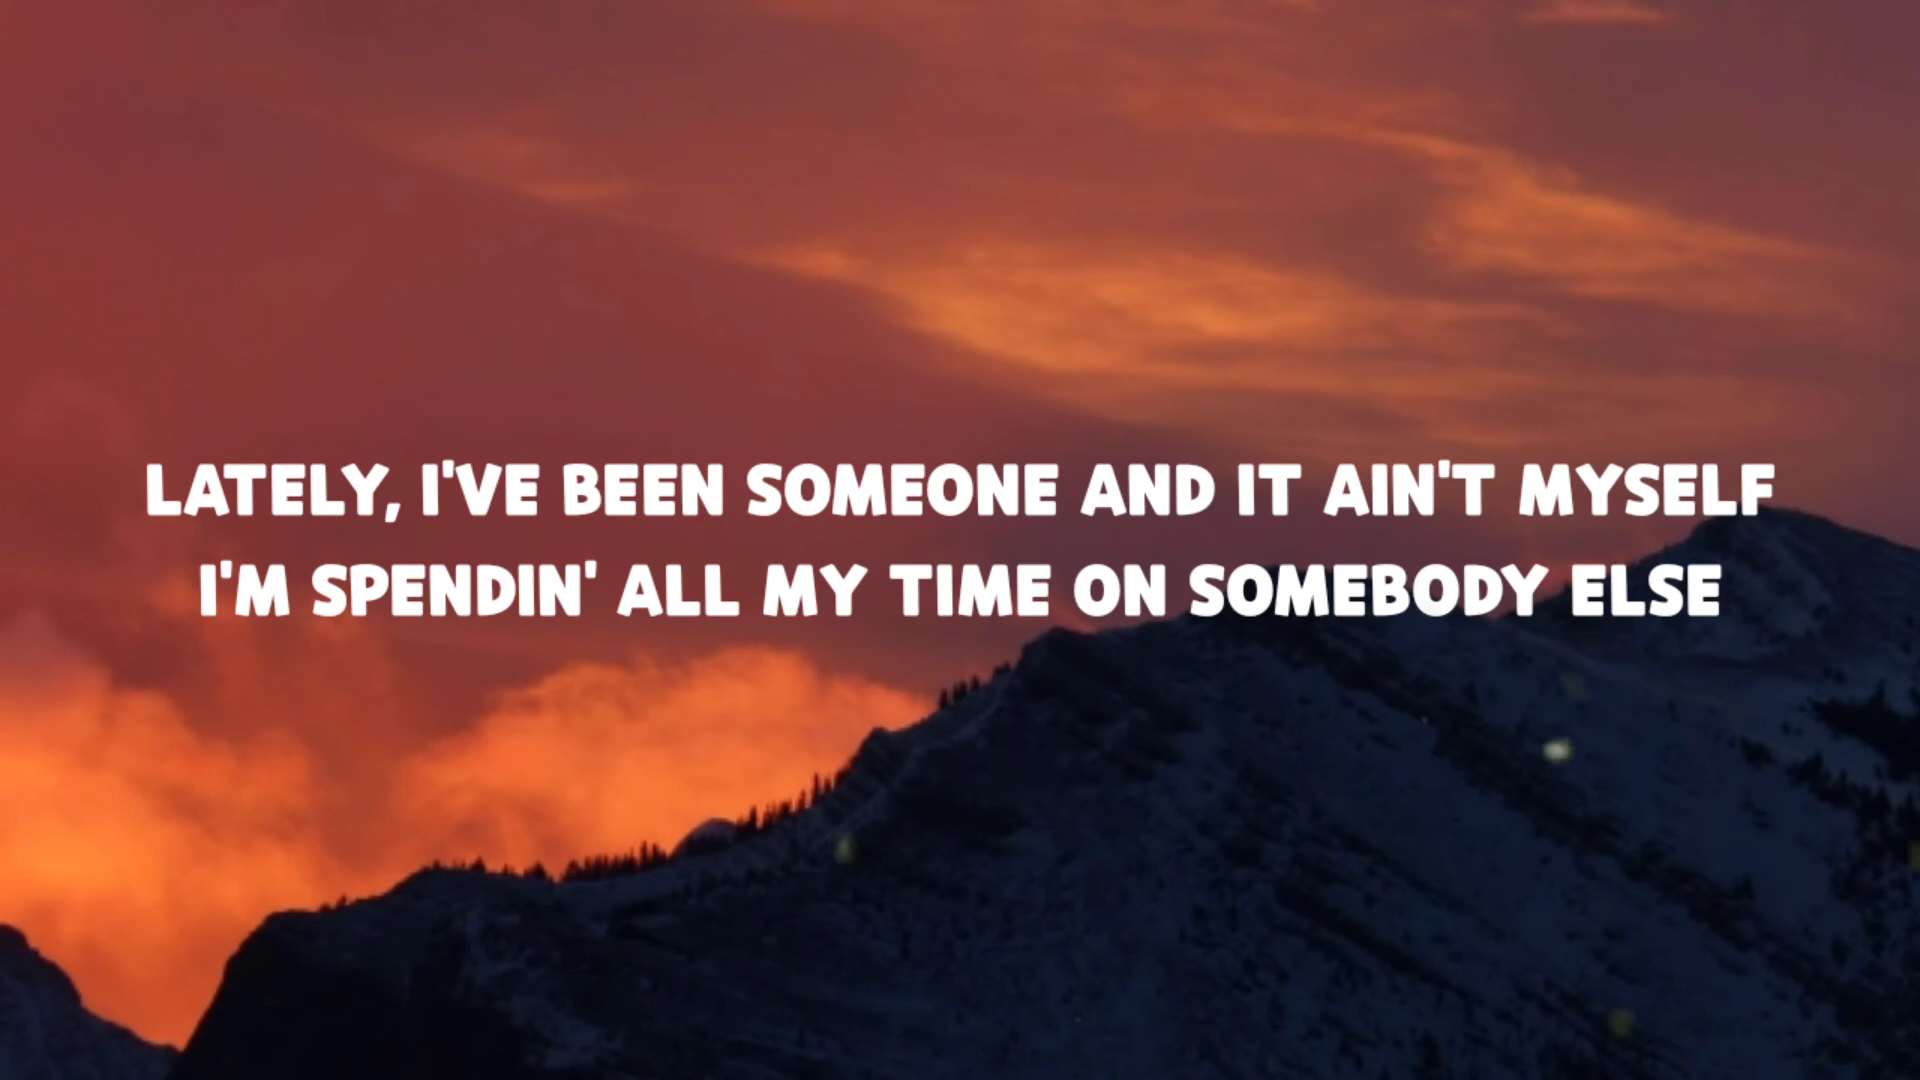 LATELY, I'VE BEEN SOMEONE AND IT AIN'T MYSELF
I'M SPENDIN' ALL MY TIME ON SOMEBODY ELSE